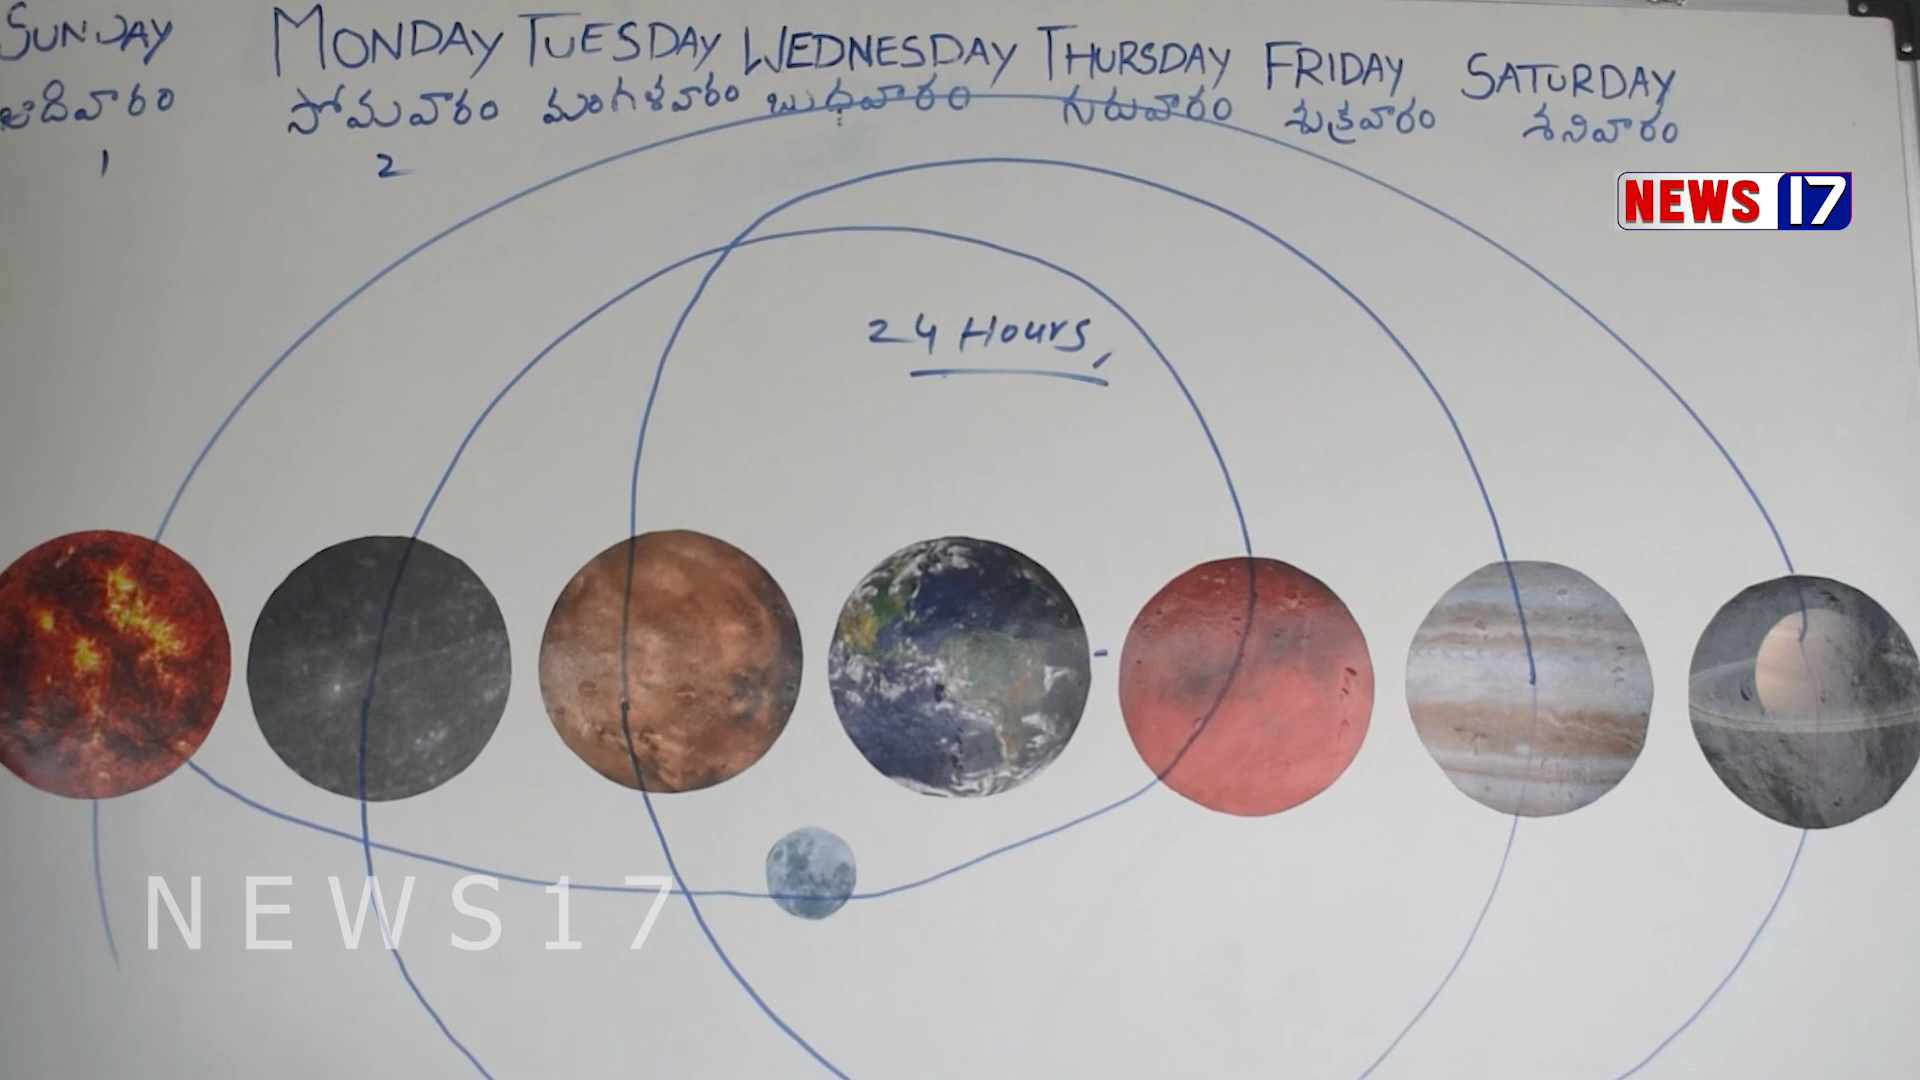 SUNDAY MONDAY TUESDAY WEDNESDAY THURSDAY FRIDAY SATURDAY
ఆదివారం సోమవారం మంగళవారం బుధవారం గురువారం శుక్రవారం శనివారం
1 2
NEWS 17
24 Hours,
NEWS17